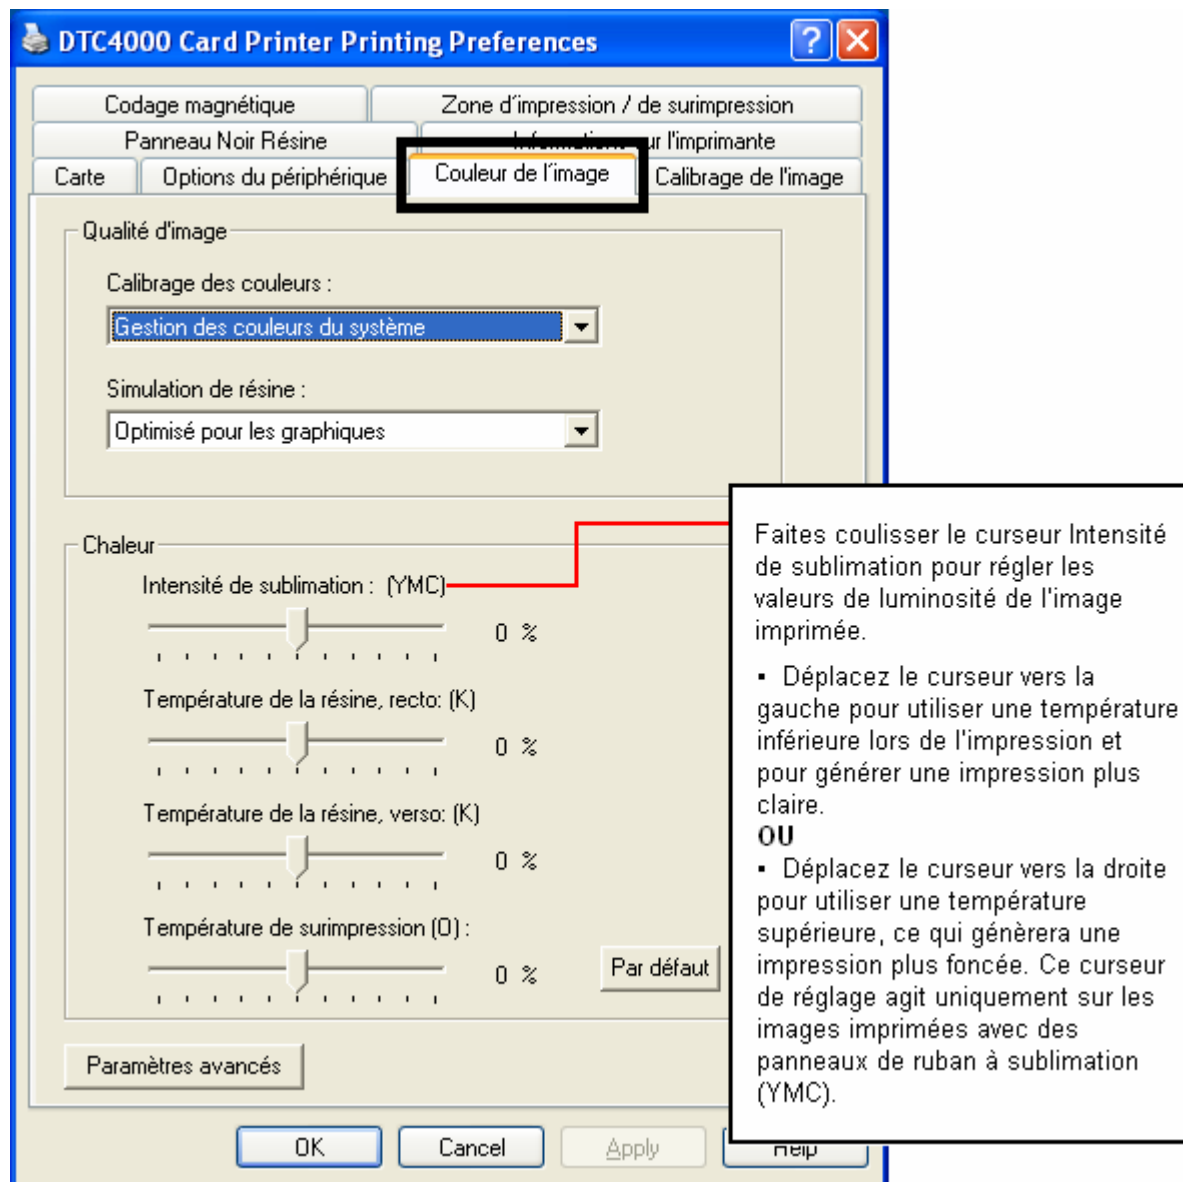 DTC4000 Card Printer Printing Preferences
Codage magnétique
Zone d'impression / de surimpression
Panneau Noir Résine
Informations sur l'imprimante
Carte
Options du périphérique
Couleur de l'image
Calibrage de l'image
Qualité d'image
Calibrage des couleurs :
Gestion des couleurs du système
Simulation de résine :
Optimisé pour les graphiques
Chaleur
Intensité de sublimation : (YMC)
0 %
Température de la résine, recto: (K)
0 %
Température de la résine, verso: (K)
0 %
Température de surimpression (O) :
0 %
Par défaut
Paramètres avancés
OK
Cancel
Apply
Help
Faites coulisser le curseur Intensité
de sublimation pour régler les
valeurs de luminosité de l'image
imprimée.
▪ Déplacez le curseur vers la
gauche pour utiliser une température
inférieure lors de l'impression et
pour générer une impression plus
claire.
OU
▪ Déplacez le curseur vers la droite
pour utiliser une température
supérieure, ce qui génèrera une
impression plus foncée. Ce curseur
de réglage agit uniquement sur les
images imprimées avec des
panneaux de ruban à sublimation
(YMC).